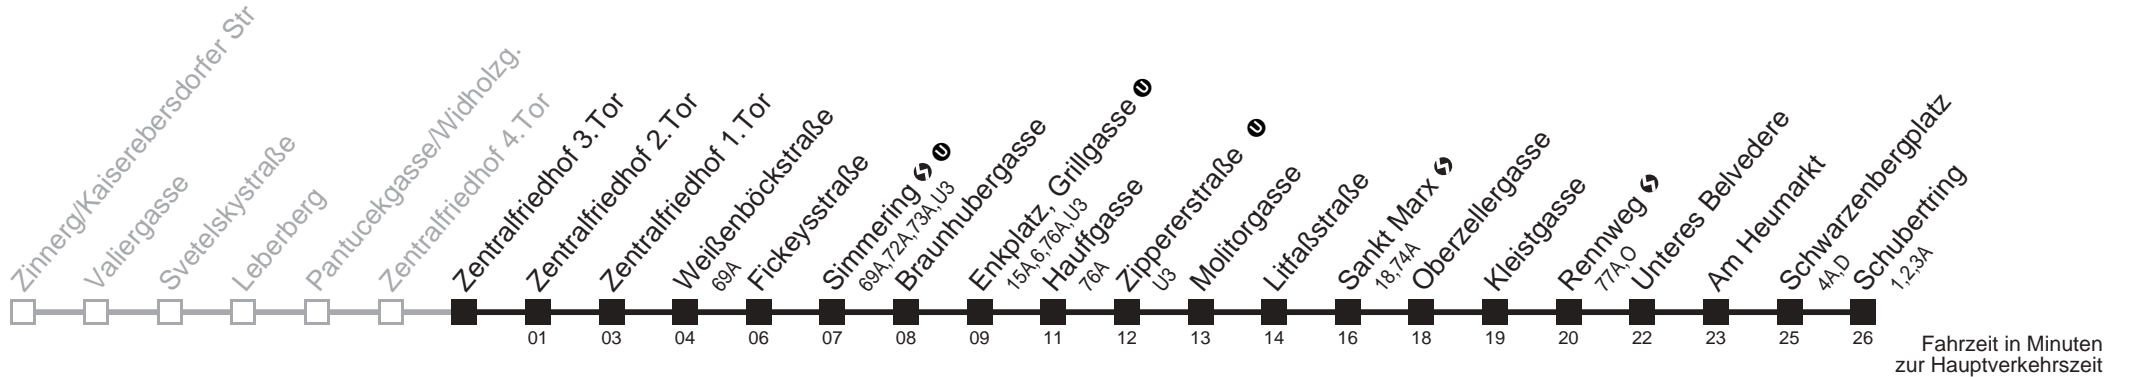 Zinnerg/Kaiserebersdorfer Str
Valiergasse
Svetelskystraße
Leberberg
Pantucekgasse/Widholzg.
Zentralfriedhof 4.Tor
Zentralfriedhof 3.Tor
Zentralfriedhof 2.Tor
Zentralfriedhof 1.Tor
Weißenböckstraße
69A
Fickeysstraße
Simmering S U
69A,72A,73A,U3
Braunhubergasse
Enkplatz, Grillgasse U
15A,6,76A,U3
Hauffgasse
76A
Zippererstraße U
U3
Molitorgasse
Litfaßstraße
Sankt Marx S
18,74A
Oberzellergasse
Kleistgasse
Rennweg S
77A,O
Unteres Belvedere
Am Heumarkt
Schwarzenbergplatz
4A,D
Schubertring
1,2,3A
01 03 04 06 07 08 09 11 12 13 14 16 18 19 20 22 23 25 26
Fahrzeit in Minuten
zur Hauptverkehrszeit